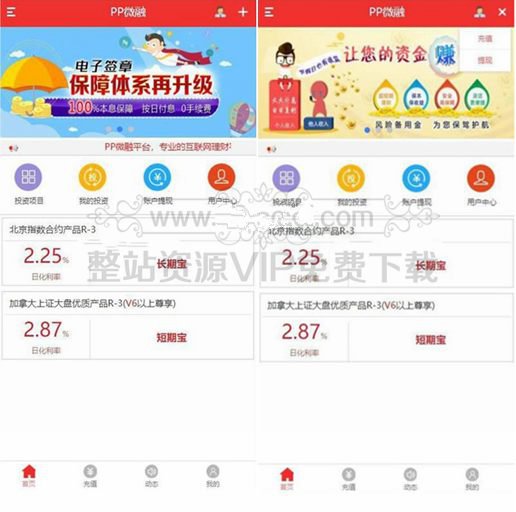 PP微融
电子签章
保障体系再升级
100%本息保障 按日付息 0手续费
PP微融平台，专业的互联网理财
投资项目
我的投资
账户提现
用户中心
北京指数合约产品R-3
2.25%
日化利率
长期宝
加拿大上证大盘优质产品R-3(V6以上尊享)
2.87%
日化利率
短期宝
首页
充值
动态
我的
PP微融
充值
提现
让您的资金赚
个人收入
他人收入
风险备用金 为您保驾护航
投资项目
我的投资
账户提现
用户中心
北京指数合约产品R-3
2.25%
日化利率
长期宝
加拿大上证大盘优质产品R-3(V6以上尊享)
2.87%
日化利率
短期宝
首页
充值
动态
我的
整站资源VIP免费下载